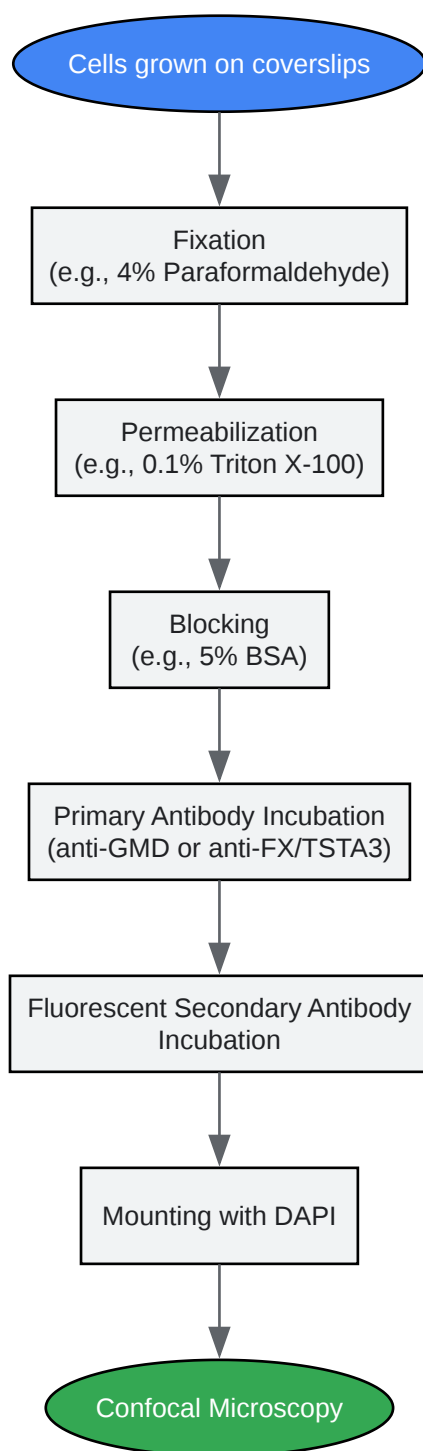 Cells grown on coverslips
Fixation
(e.g., 4% Paraformaldehyde)
Permeabilization
(e.g., 0.1% Triton X-100)
Blocking
(e.g., 5% BSA)
Primary Antibody Incubation
(anti-GMD or anti-FX/TSTA3)
Fluorescent Secondary Antibody
Incubation
Mounting with DAPI
Confocal Microscopy